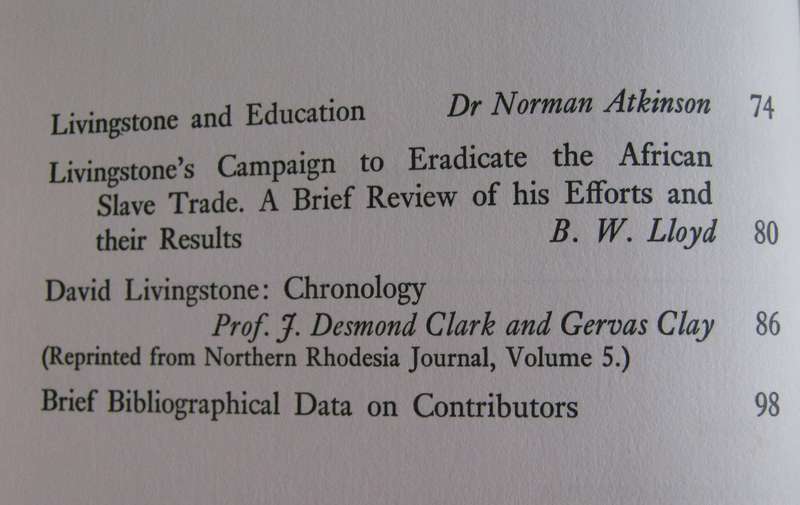 Livingstone and Education Dr Norman Atkinson 74
Livingstone's Campaign to Eradicate the African
Slave Trade. A Brief Review of his Efforts and
their Results B. W. Lloyd 80
David Livingstone: Chronology
Prof. J. Desmond Clark and Gervas Clay 86
(Reprinted from Northern Rhodesia Journal, Volume 5.)
Brief Bibliographical Data on Contributors 98